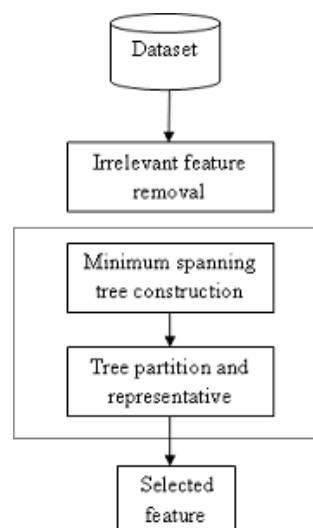 Dataset
Irrelevant feature
removal
Minimum spanning
tree construction
Tree partition and
representative
Selected
feature